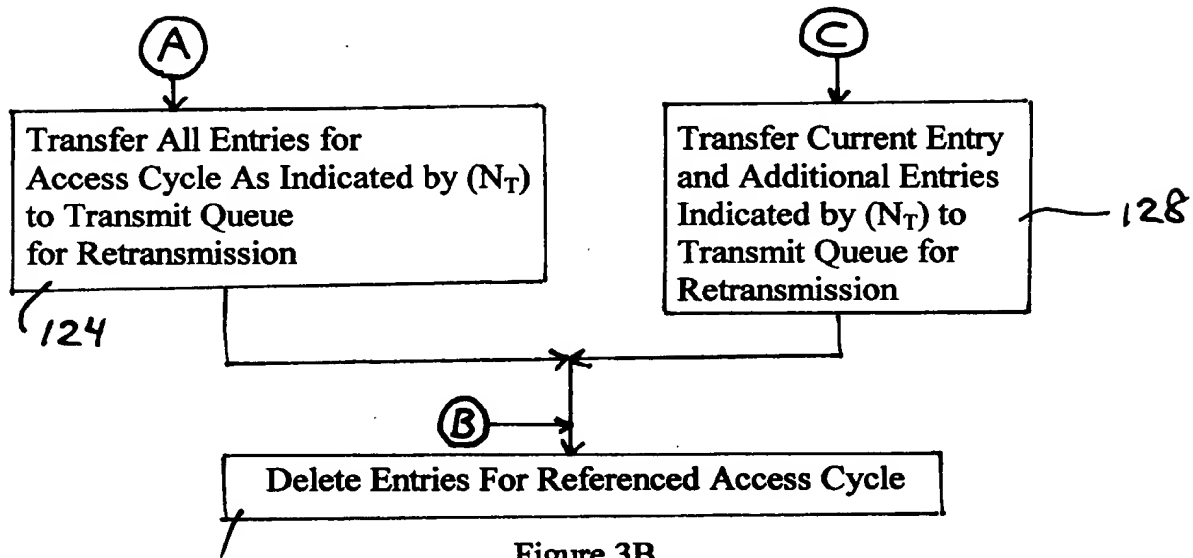 A
C
Transfer All Entries for
Access Cycle As Indicated by (N_T)
to Transmit Queue
for Retransmission
124
Transfer Current Entry
and Additional Entries
Indicated by (N_T) to
Transmit Queue for
Retransmission
128
B
Delete Entries For Referenced Access Cycle
Figure 3B